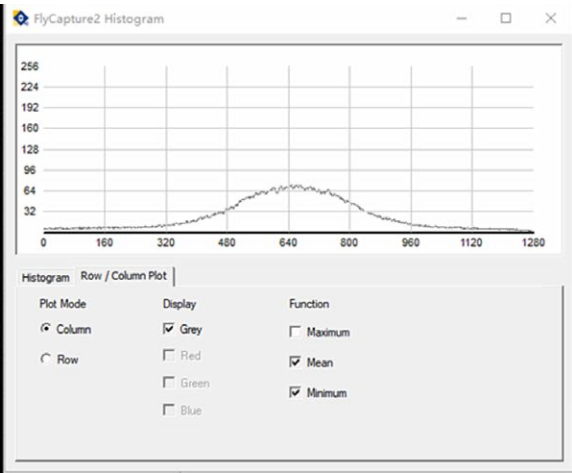 FlyCapture2 Histogram
256
224
192
160
128
96
64
32
0 160 320 480 640 800 960 1120 1280
Histogram Row / Column Plot
Plot Mode Display Function
Column Grey Maximum
Row Red Mean
Green Minimum
Blue